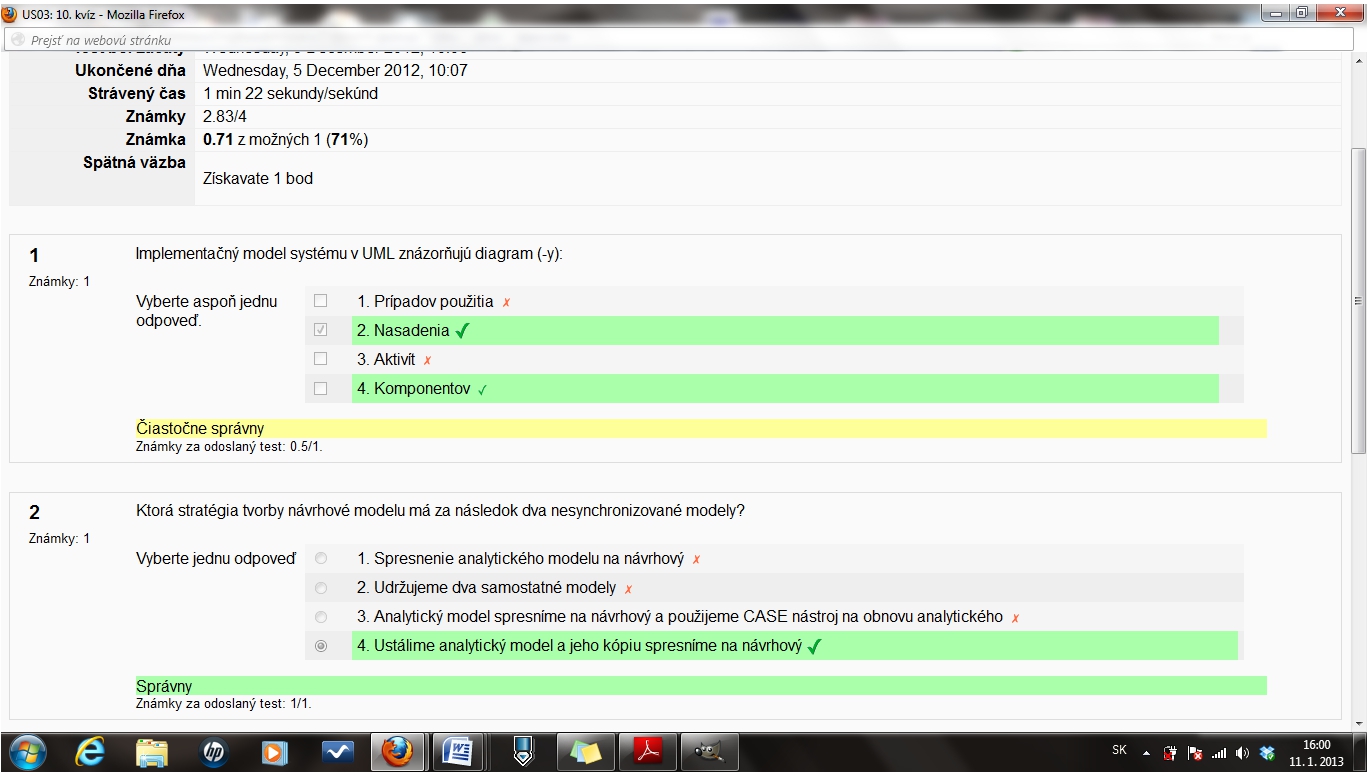 US03: 10. kvíz - Mozilla Firefox
Prejsť na webovú stránku
Ukončené dňa Wednesday, 5 December 2012, 10:07
Strávený čas 1 min 22 sekundy/sekúnd
Známky 2.83/4
Známka 0.71 z možných 1 (71%)
Spätná väzba
Získavate 1 bod
1
Implementačný model systému v UML znázorňujú diagram (-y):
Známky: 1
Vyberte aspoň jednu odpoveď.
1. Prípadov použitia ✗
2. Nasadenia ✓
3. Aktivít ✗
4. Komponentov ✓
Čiastočne správny
Známky za odoslaný test: 0.5/1.
2
Ktorá stratégia tvorby návrhové modelu má za následok dva nesynchronizované modely?
Známky: 1
Vyberte jednu odpoveď
1. Spresnenie analytického modelu na návrhový ✗
2. Udržujeme dva samostatné modely ✗
3. Analytický model spresníme na návrhový a použijeme CASE nástroj na obnovu analytického ✗
4. Ustálime analytický model a jeho kópiu spresníme na návrhový ✓
Správny
Známky za odoslaný test: 1/1.
SK
16:00
11. 1. 2013